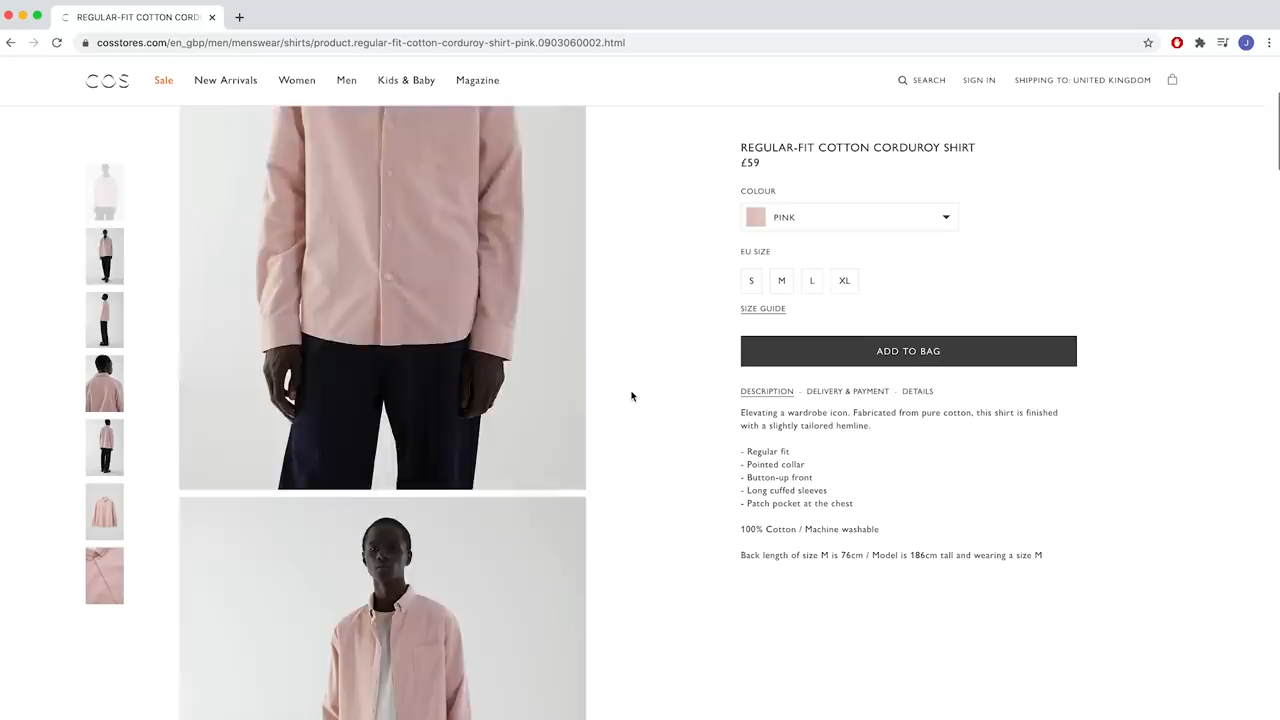 REGULAR-FIT COTTON CORD
cosstores.com/en_gbp/men/menswear/shirts/product.regular-fit-cotton-corduroy-shirt-pink.0903060002.html
J
COS
Sale
New Arrivals
Women
Men
Kids & Baby
Magazine
SEARCH
SIGN IN
SHIPPING TO: UNITED KINGDOM
REGULAR-FIT COTTON CORDUROY SHIRT
£59
COLOUR
PINK
EU SIZE
S M L XL
SIZE GUIDE
ADD TO BAG
DESCRIPTION - DELIVERY & PAYMENT - DETAILS
Elevating a wardrobe icon. Fabricated from pure cotton, this shirt is finished
with a slightly tailored hemline.
- Regular fit
- Pointed collar
- Button-up front
- Long cuffed sleeves
- Patch pocket at the chest
100% Cotton / Machine washable
Back length of size M is 76cm / Model is 186cm tall and wearing a size M